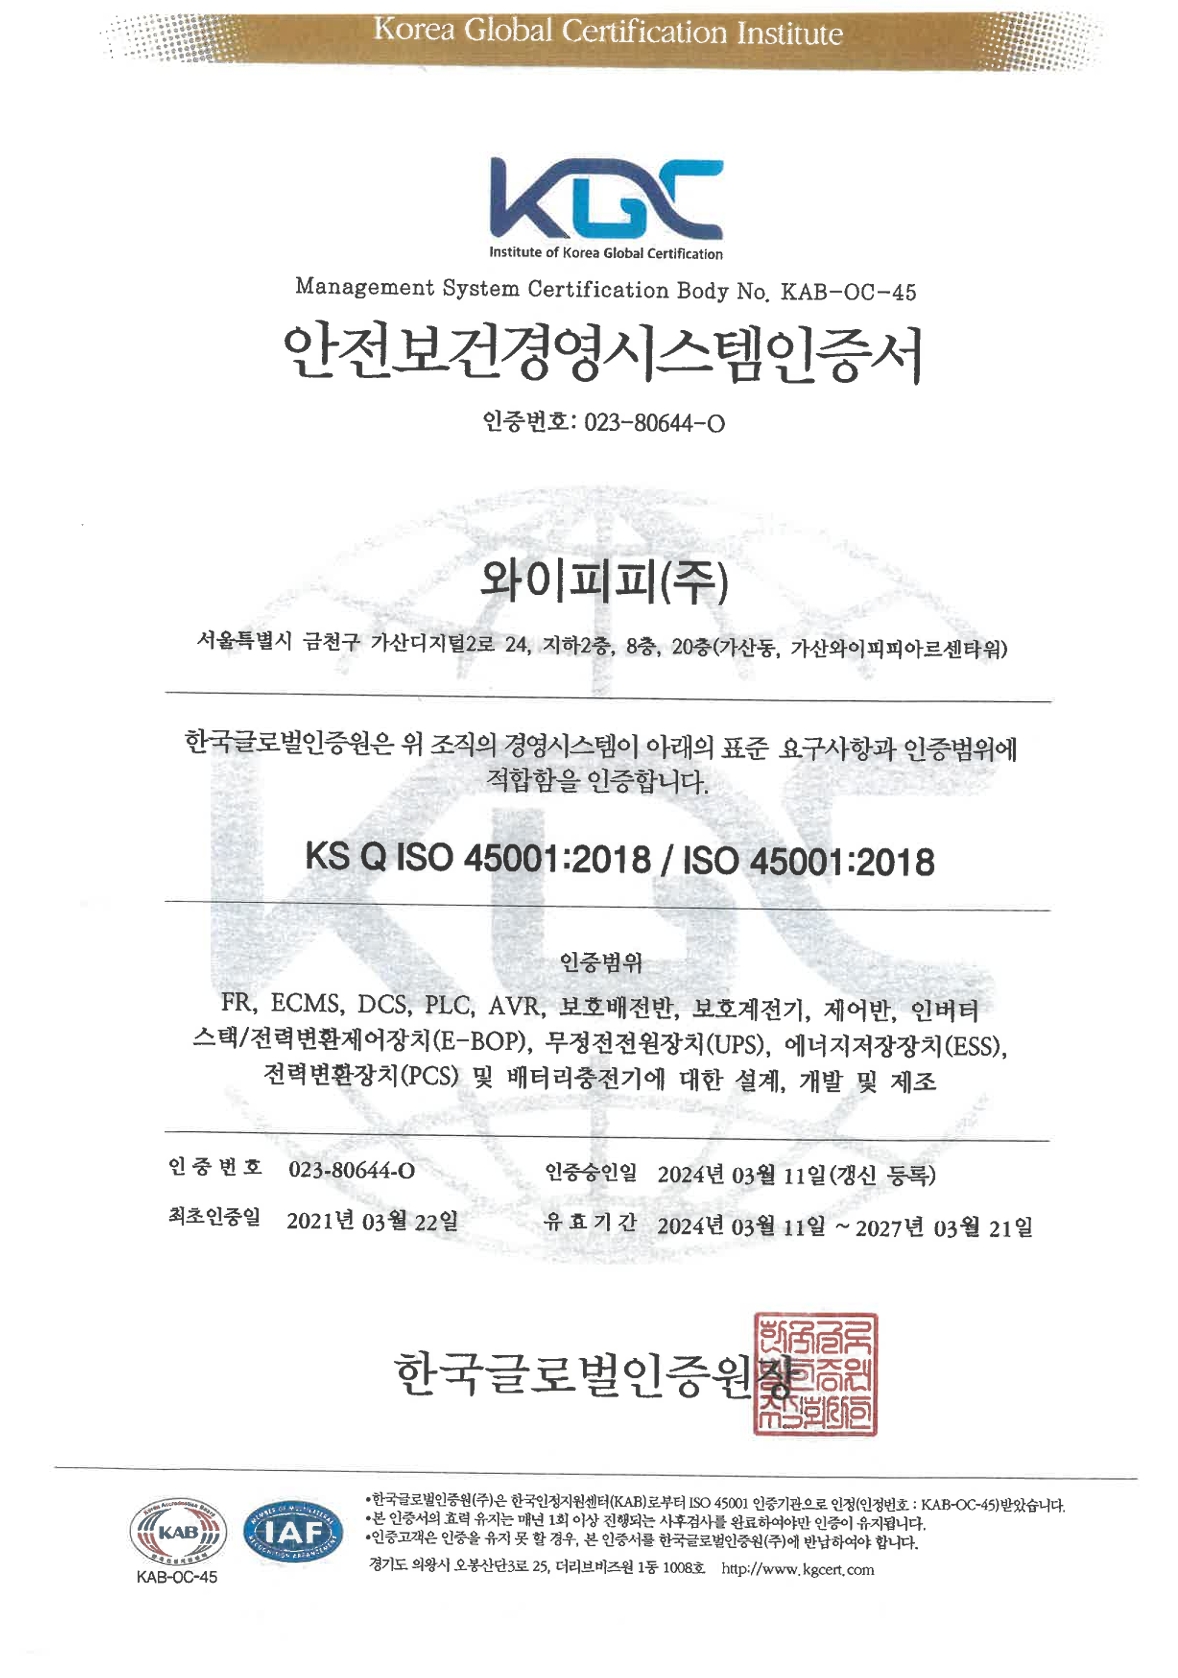 Korea Global Certification Institute
KGC
Institute of Korea Global Certification
Management System Certification Body No. KAB-OC-45
안전보건경영시스템인증서
인증번호: 023-80644-O
와이피피(주)
서울특별시 금천구 가산디지털2로 24, 지하2층, 8층, 20층(가산동, 가산와이피피아르센타워)
한국글로벌인증원은 위 조직의 경영시스템이 아래의 표준 요구사항과 인증범위에
적합함을 인증합니다.
KS Q ISO 45001:2018 / ISO 45001:2018
인증범위
FR, ECMS, DCS, PLC, AVR, 보호배전반, 보호계전기, 제어반, 인버터
스택/전력변환제어장치(E-BOP), 무정전전원장치(UPS), 에너지저장장치(ESS),
전력변환장치(PCS) 및 배터리충전기에 대한 설계, 개발 및 제조
인증번호 023-80644-O 인증승인일 2024년 03월 11일(갱신 등록)
최초인증일 2021년 03월 22일 유효기간 2024년 03월 11일 ~ 2027년 03월 21일
한국글로벌인증원장
•한국글로벌인증원(주)은 한국인정지원센터(KAB)로부터 ISO 45001 인증기관으로 인정(인정번호 : KAB-OC-45)받았습니다.
•본 인증서의 효력 유지는 매년 1회 이상 진행되는 사후검사를 완료하여야만 인증이 유지됩니다.
•인증고객은 인증을 유지 못 할 경우, 본 인증서를 한국글로벌인증원(주)에 반납하여야 합니다.
경기도 의왕시 오봉산단3로 25, 더리브비즈원 1동 1008호 http://www.kgcert.com
Korea Accreditation Board
KAB
KAB-OC-45
MEMBER OF MULTILATERAL
IAF
RECOGNITION ARRANGEMENT